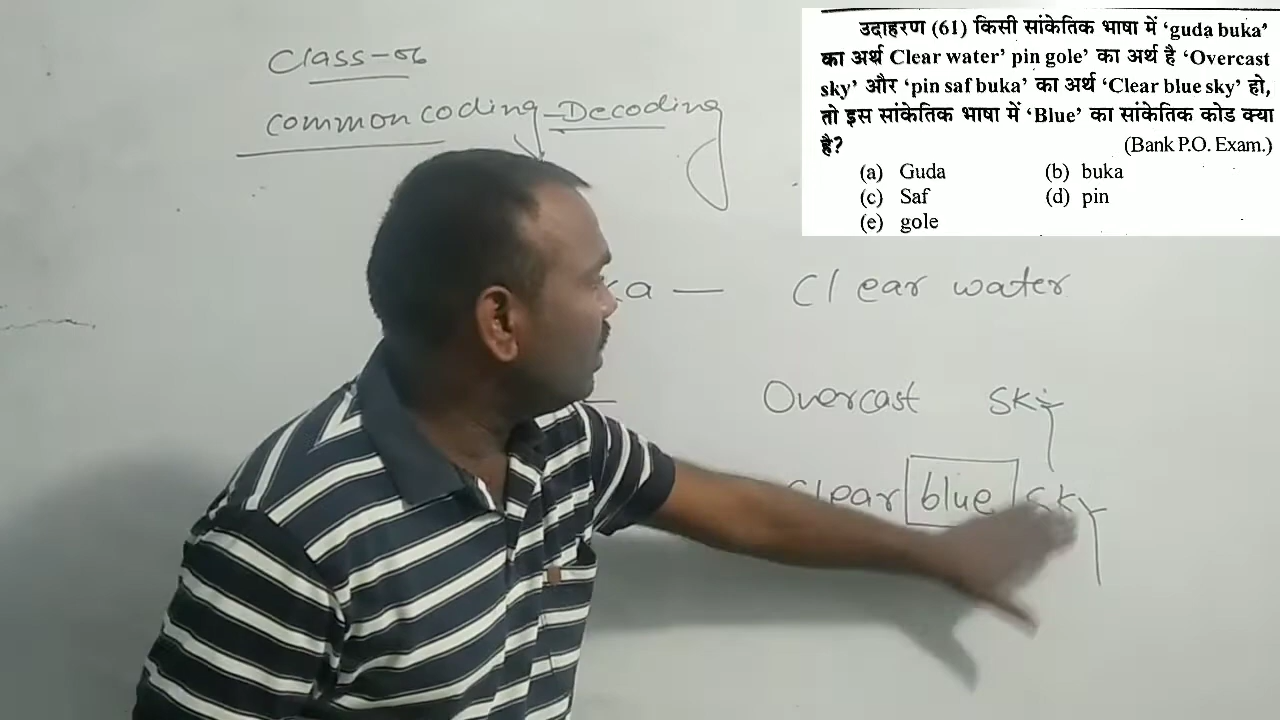 Class-06
common coding-Decoding
उदाहरण (61) किसी सांकेतिक भाषा में ‘guda buka’
का अर्थ Clear water’ pin gole’ का अर्थ है ‘Overcast
sky’ और ‘pin saf buka’ का अर्थ ‘Clear blue sky’ हो,
तो इस सांकेतिक भाषा में ‘Blue’ का सांकेतिक कोड क्या
है? (Bank P.O. Exam.)
(a) Guda (b) buka
(c) Saf (d) pin
(e) gole
— Clear water
Overcast sky
clear blue sky